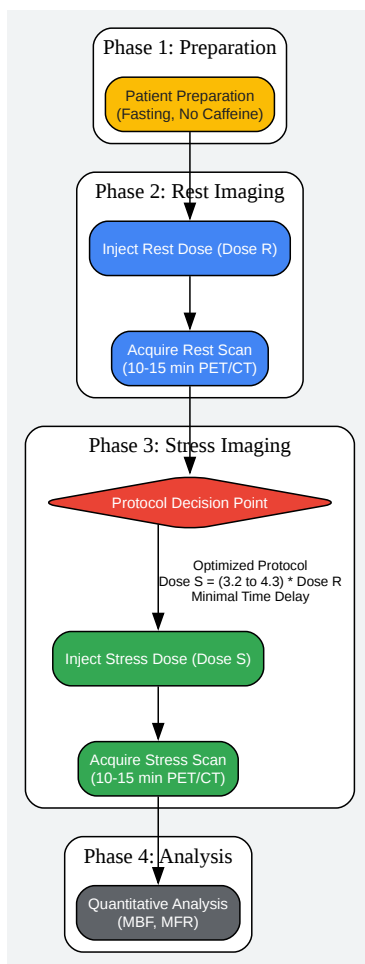 Phase 1: Preparation
Patient Preparation
(Fasting, No Caffeine)
Phase 2: Rest Imaging
Inject Rest Dose (Dose R)
Acquire Rest Scan
(10-15 min PET/CT)
Phase 3: Stress Imaging
Protocol Decision Point
Optimized Protocol
Dose S = (3.2 to 4.3) * Dose R
Minimal Time Delay
Inject Stress Dose (Dose S)
Acquire Stress Scan
(10-15 min PET/CT)
Phase 4: Analysis
Quantitative Analysis
(MBF, MFR)